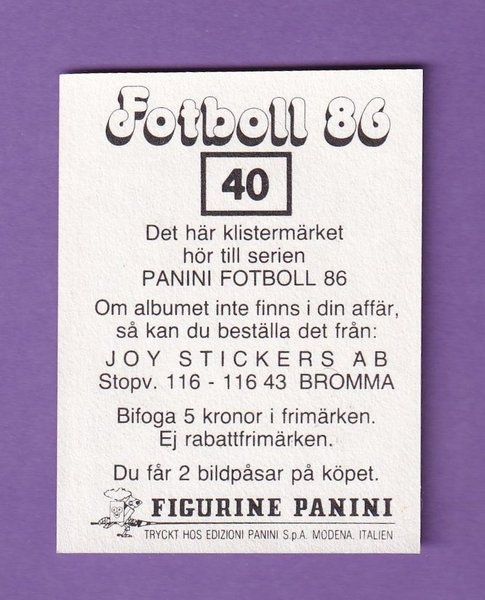 Fotboll 86
40
Det här klistermärket
hör till serien
PANINI FOTBOLL 86
Om albumet inte finns i din affär,
så kan du beställa det från:
JOY STICKERS AB
Stopv. 116 - 116 43 BROMMA
Bifoga 5 kronor i frimärken.
Ej rabattfrimärken.
Du får 2 bildpåsar på köpet.
FIGURINE PANINI
TRYCKT HOS EDIZIONI PANINI S.p.A. MODENA. ITALIEN